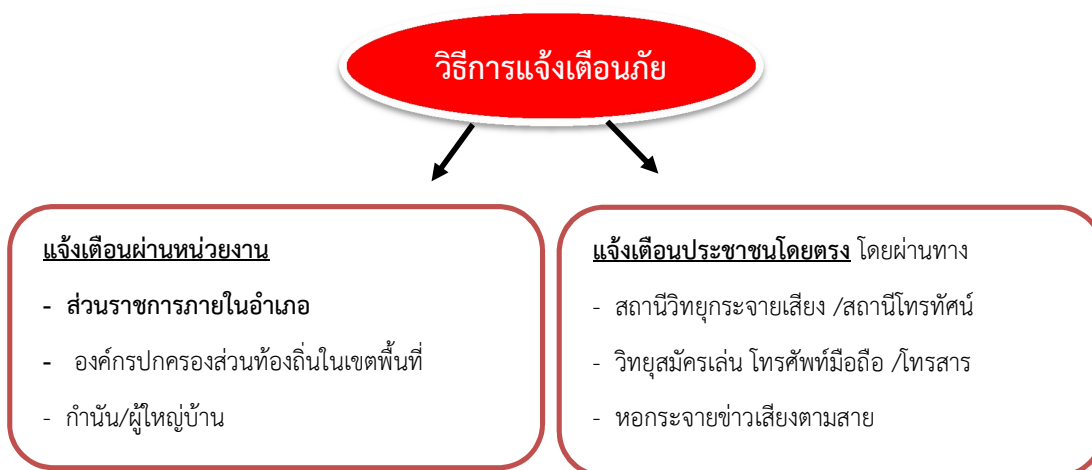 วิธีการแจ้งเตือนภัย
แจ้งเตือนผ่านหน่วยงาน
- ส่วนราชการภายในอำเภอ
- องค์กรปกครองส่วนท้องถิ่นในเขตพื้นที่
- กำนัน/ผู้ใหญ่บ้าน
แจ้งเตือนประชาชนโดยตรง โดยผ่านทาง
- สถานีวิทยุกระจายเสียง /สถานีโทรทัศน์
- วิทยุสมัครเล่น โทรศัพท์มือถือ /โทรสาร
- หอกระจายข่าวเสียงตามสาย